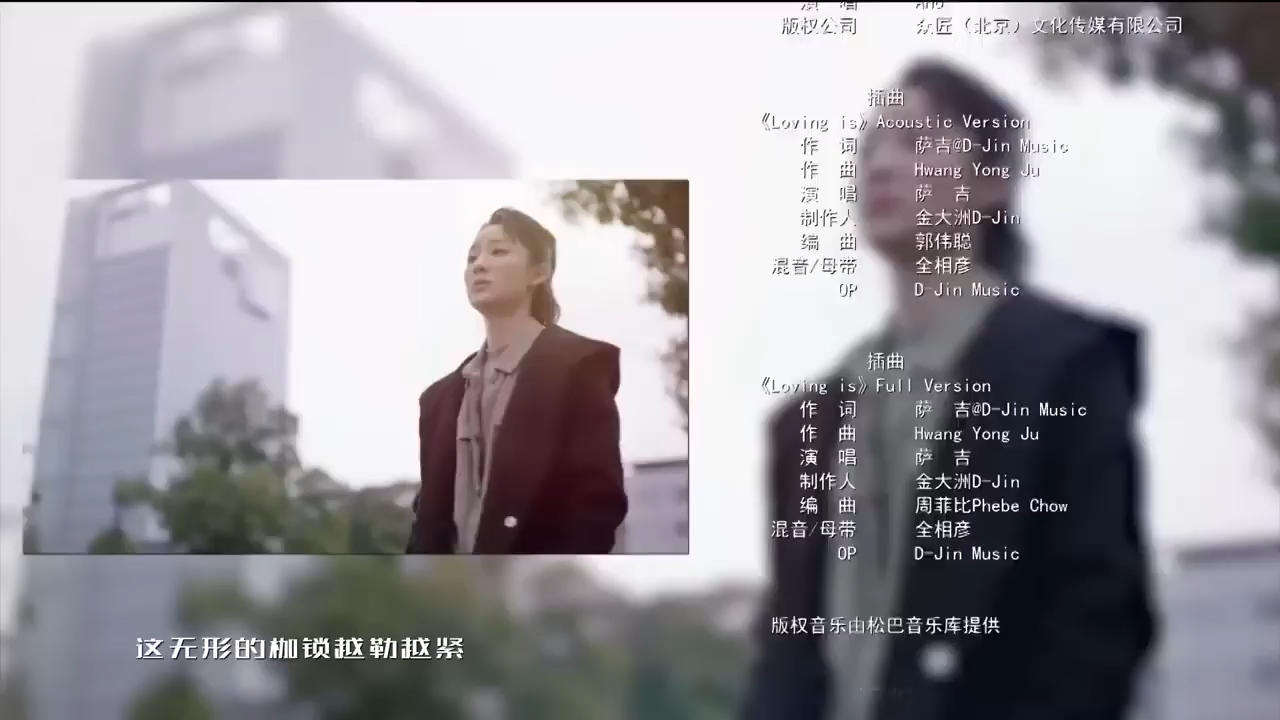 演 唱 AMO
版权公司 众匠（北京）文化传媒有限公司
插曲
《Loving is》Acoustic Version
作 词 萨吉@D-Jin Music
作 曲 Hwang Yong Ju
演 唱 萨 吉
制作人 金大洲D-Jin
编 曲 郭伟聪
混音/母带 全相彦
OP D-Jin Music
插曲
《Loving is》Full Version
作 词 萨 吉@D-Jin Music
作 曲 Hwang Yong Ju
演 唱 萨 吉
制作人 金大洲D-Jin
编 曲 周菲比Phebe Chow
混音/母带 全相彦
OP D-Jin Music
版权音乐由松巴音乐库提供
这无形的枷锁越勒越紧